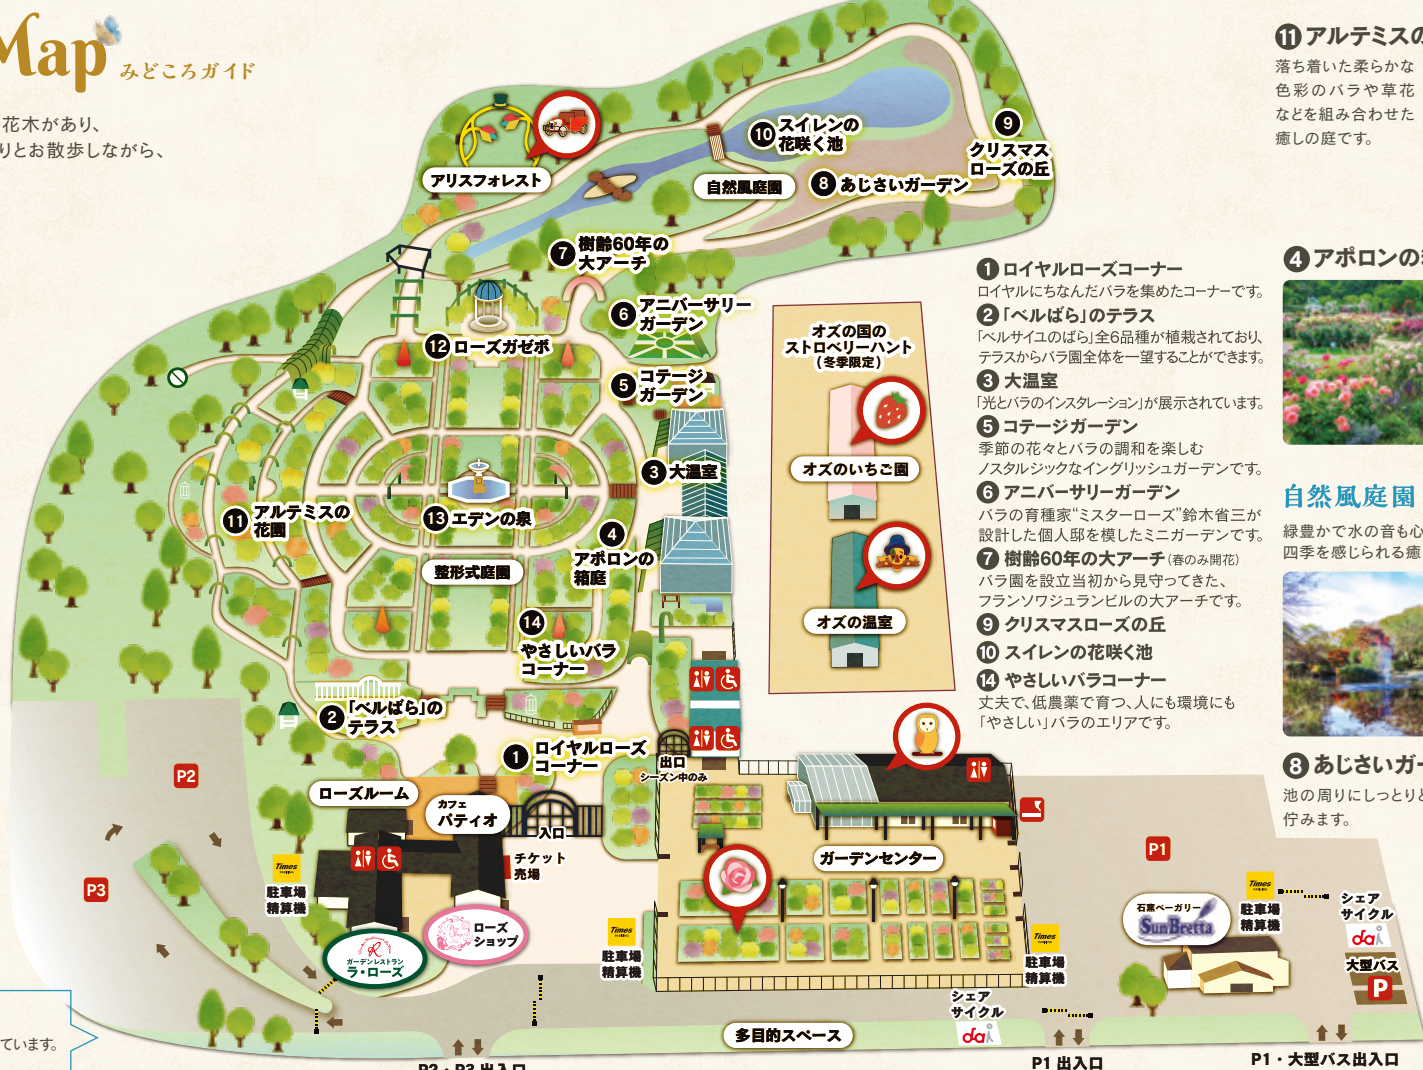 Map みどころガイド
花木があり、
りとお散歩しながら、
アリスフォレスト
10 スイレンの
花咲く池
9
クリスマス
ローズの丘
自然風庭園
8 あじさいガーデン
7 樹齢60年の
大アーチ
6 アニバーサリー
ガーデン
12 ローズガゼボ
5 コテージ
ガーデン
3 大温室
11 アルテミスの
花園
13 エデンの泉
4
アポロンの
箱庭
整形式庭園
14
やさしいバラ
コーナー
2 「ベルばら」の
テラス
1 ロイヤルローズ
コーナー
出口
シーズン中のみ
オズの国の
ストロベリーハント
(冬季限定)
オズのいちご園
オズの温室
P2
P3
ローズルーム
カフェ
パティオ
入口
チケット
売場
Times
駐車場
精算機
ガーデンレストラン
ラ・ローズ
ローズ
ショップ
Times
駐車場
精算機
ガーデンセンター
Times
駐車場
精算機
P1
石窯ベーカリー
SunBretta
Times
駐車場
精算機
シェア
サイクル
dai
大型バス
P
シェア
サイクル
dai
多目的スペース
P2・P3 出入口
P1 出入口
P1・大型バス出入口
ています。
1 ロイヤルローズコーナー
ロイヤルにちなんだバラを集めたコーナーです。
2 「ベルばら」のテラス
「ベルサイユのばら」全6品種が植栽されており、
テラスからバラ園全体を一望することができます。
3 大温室
「光とバラのインスタレーション」が展示されています。
5 コテージガーデン
季節の花々とバラの調和を楽しむ
ノスタルジックなイングリッシュガーデンです。
6 アニバーサリーガーデン
バラの育種家“ミスターローズ”鈴木省三が
設計した個人邸を模したミニガーデンです。
7 樹齢60年の大アーチ(春のみ開花)
バラ園を設立当初から見守ってきた、
フランソワジュランビルの大アーチです。
9 クリスマスローズの丘
10 スイレンの花咲く池
14 やさしいバラコーナー
丈夫で、低農薬で育つ、人にも環境にも
「やさしい」バラのエリアです。
11 アルテミスの
落ち着いた柔らかな
色彩のバラや草花
などを組み合わせた
癒しの庭です。
4 アポロンの
自然風庭園
緑豊かで水の音も心
四季を感じられる癒
8 あじさいガー
池の周りにしっとりと
佇みます。